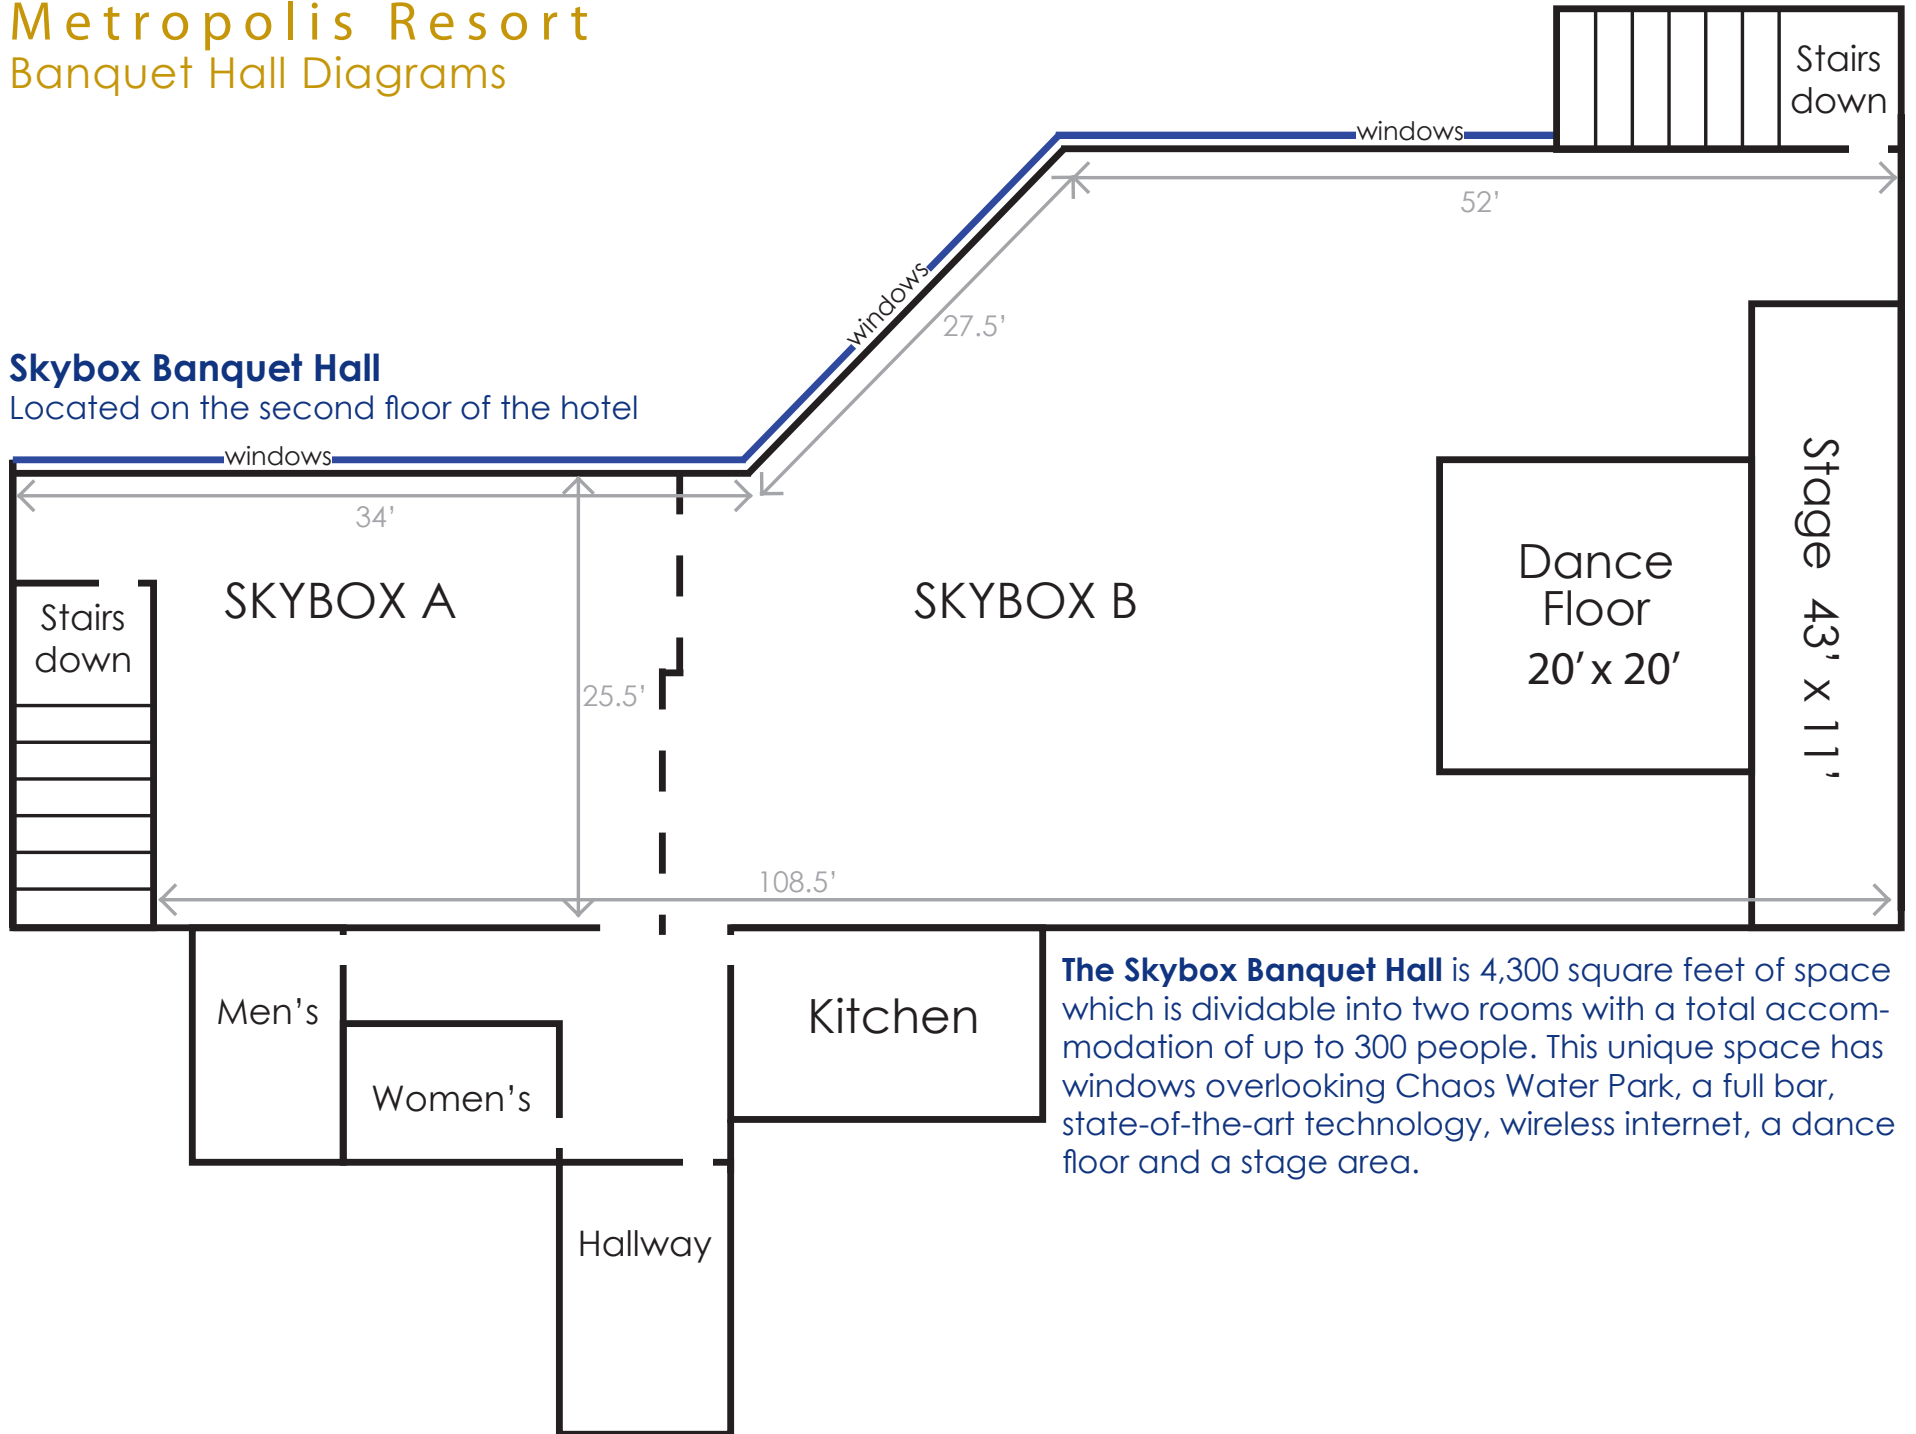 Metropolis Resort
Banquet Hall Diagrams
Stairs
down
windows
52'
windows
27.5'
Skybox Banquet Hall
Located on the second floor of the hotel
windows
34'
SKYBOX A
SKYBOX B
Stairs
down
25.5'
Dance
Floor
20' x 20'
Stage 43' x 11'
108.5'
Men's
Women's
Kitchen
Hallway
The Skybox Banquet Hall is 4,300 square feet of space
which is dividable into two rooms with a total accom-
modation of up to 300 people. This unique space has
windows overlooking Chaos Water Park, a full bar,
state-of-the-art technology, wireless internet, a dance
floor and a stage area.